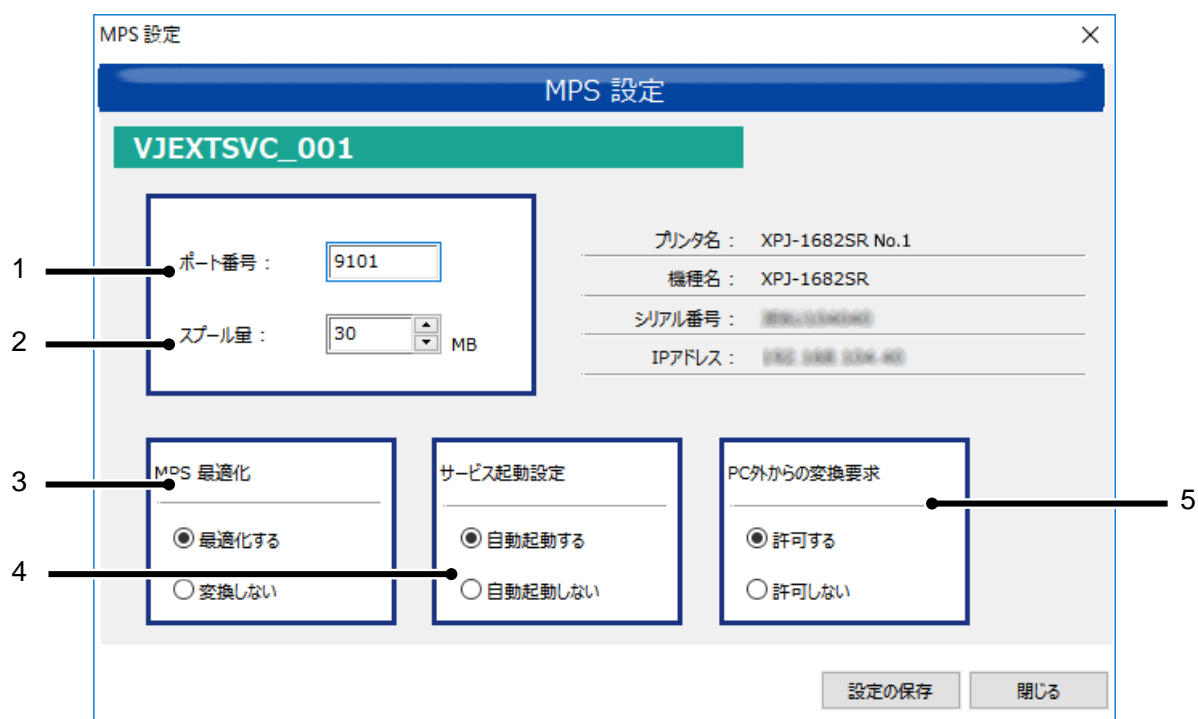 MPS 設定
MPS 設定
VJEXTSVC_001
1
ポート番号 :
9101
2
スプール量 :
30
MB
プリンタ名 : XPJ-1682SR No.1
機種名 : XPJ-1682SR
シリアル番号 :
IPアドレス :
3
MPS 最適化
最適化する
変換しない
4
サービス起動設定
自動起動する
自動起動しない
PC外からの変換要求
許可する
許可しない
5
設定の保存
閉じる